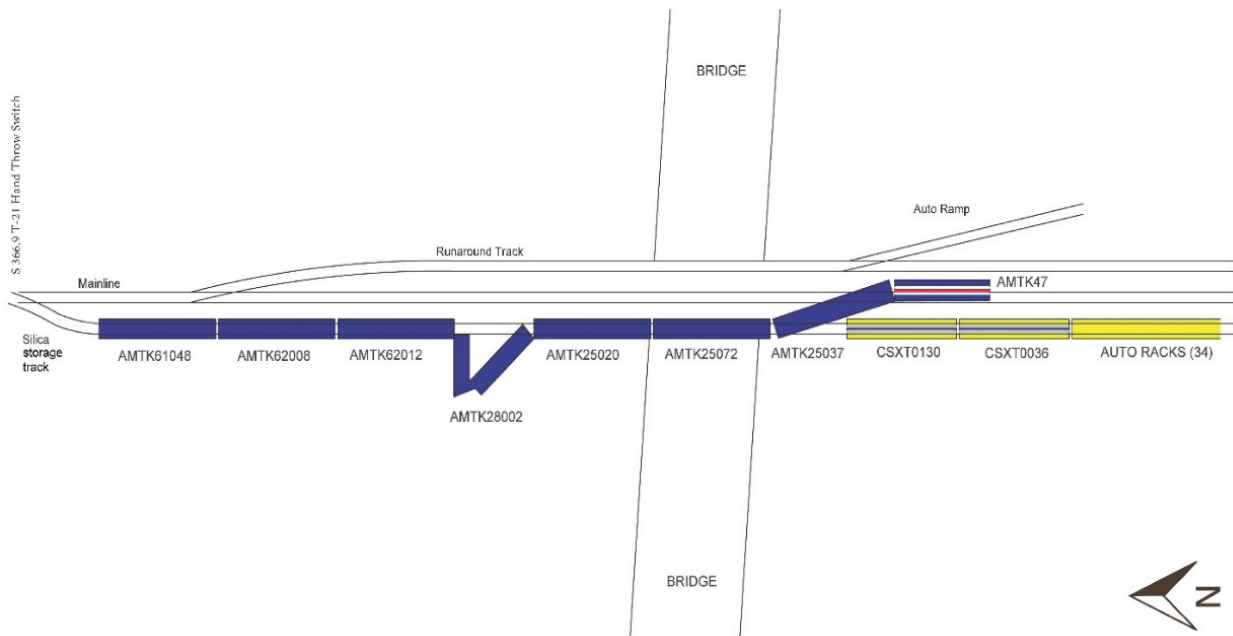 BRIDGE
S 366.9 T-21 Hand Throw Switch
Auto Ramp
Runaround Track
Mainline
AMTK47
Silica
storage
track
AMTK61048
AMTK62008
AMTK62012
AMTK25020
AMTK25072
AMTK25037
CSXT0130
CSXT0036
AUTO RACKS (34)
AMTK28002
BRIDGE
N